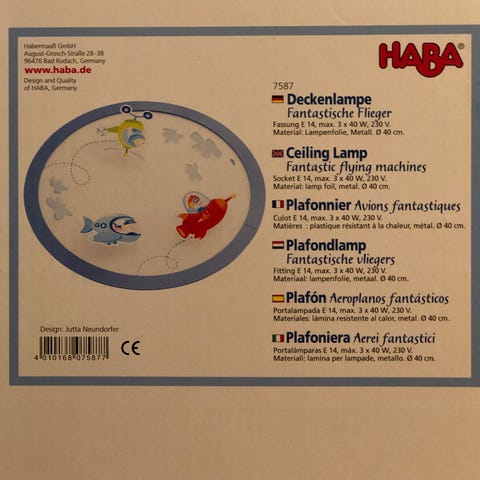 Habermaaß GmbH
August-Grosch-Straße 28-38
96476 Bad Rodach, Germany
www.haba.de
Design and Quality
of HABA, Germany
HABA®
7587
Deckenlampe
Fantastische Flieger
Fassung E 14, max. 3 x 40 W, 230 V.
Material: Lampenfolie, Metall. Ø 40 cm.
Ceiling Lamp
Fantastic flying machines
Socket E 14, max. 3 x 40 W, 230 V.
Material: lamp foil, metal. Ø 40 cm.
Plafonnier Avions fantastiques
Culot E 14, max. 3 x 40 W, 230 V.
Matières : plastique résistant à la chaleur, métal. Ø 40 cm.
Plafondlamp
Fantastische vliegers
Fitting E 14, max. 3 x 40 W, 230 V.
Materiaal: lampenfolie, metaal. Ø 40 cm.
Plafón Aeroplanos fantásticos
Portalampada E 14, max. 3 x 40 W, 230 V.
Materiales: lámina resistente al calor, metal. Ø 40 cm.
Plafoniera Aerei fantastici
Portalámparas E 14, máx. 3 x 40 W, 230 V.
Materiali: lamina per lampade, metallo. Ø 40 cm.
Design: Jutta Neundorfer
4 010168 075877
CE